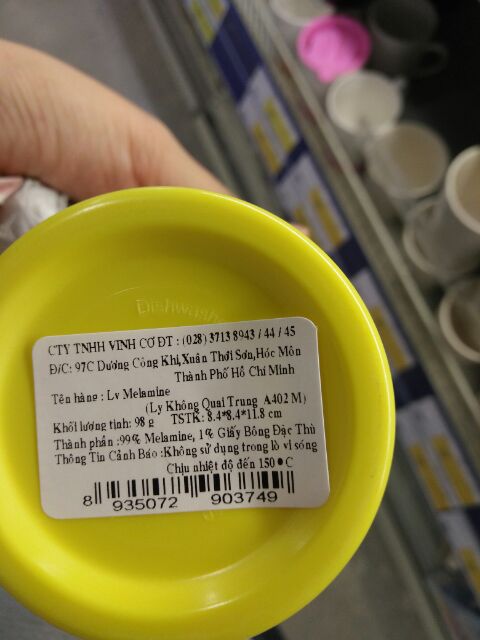 Dishwash
CTY TNHH VINH CƠ ĐT : (028) 3713 8943 / 44 / 45
Đ/C: 97C Dương Công Khi,Xuân Thới Sơn,Hóc Môn
Thành Phố Hồ Chí Minh
Tên hàng : Ly Melamine
(Ly Không Quai Trung A402 M)
Khối lượng tịnh: 98 g TSTK: 8.4*8.4*11.8 cm
Thành phần :99% Melamine, 1% Giấy Bông Đặc Thù
Thông Tin Cảnh Báo :Không sử dụng trong lò vi sóng
Chịu nhiệt độ đến 150●C
8 935072 903749